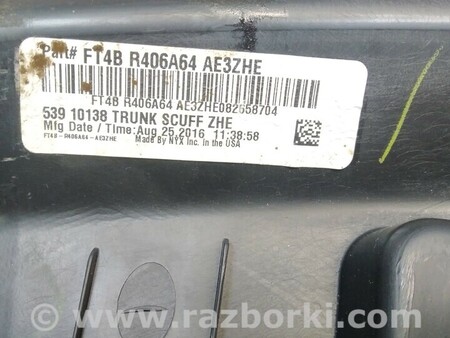 Part# FT4B R406A64 AE3ZHE
FT4B R406A64 AE3ZHE082658704
539 10138 TRUNK SCUFF ZHE
Mfg Date / Time:Aug 25,2016 11:38:58
FT4B-R406A64-AE3ZHE Made By NYX Inc. in the USA
www.razborki.com